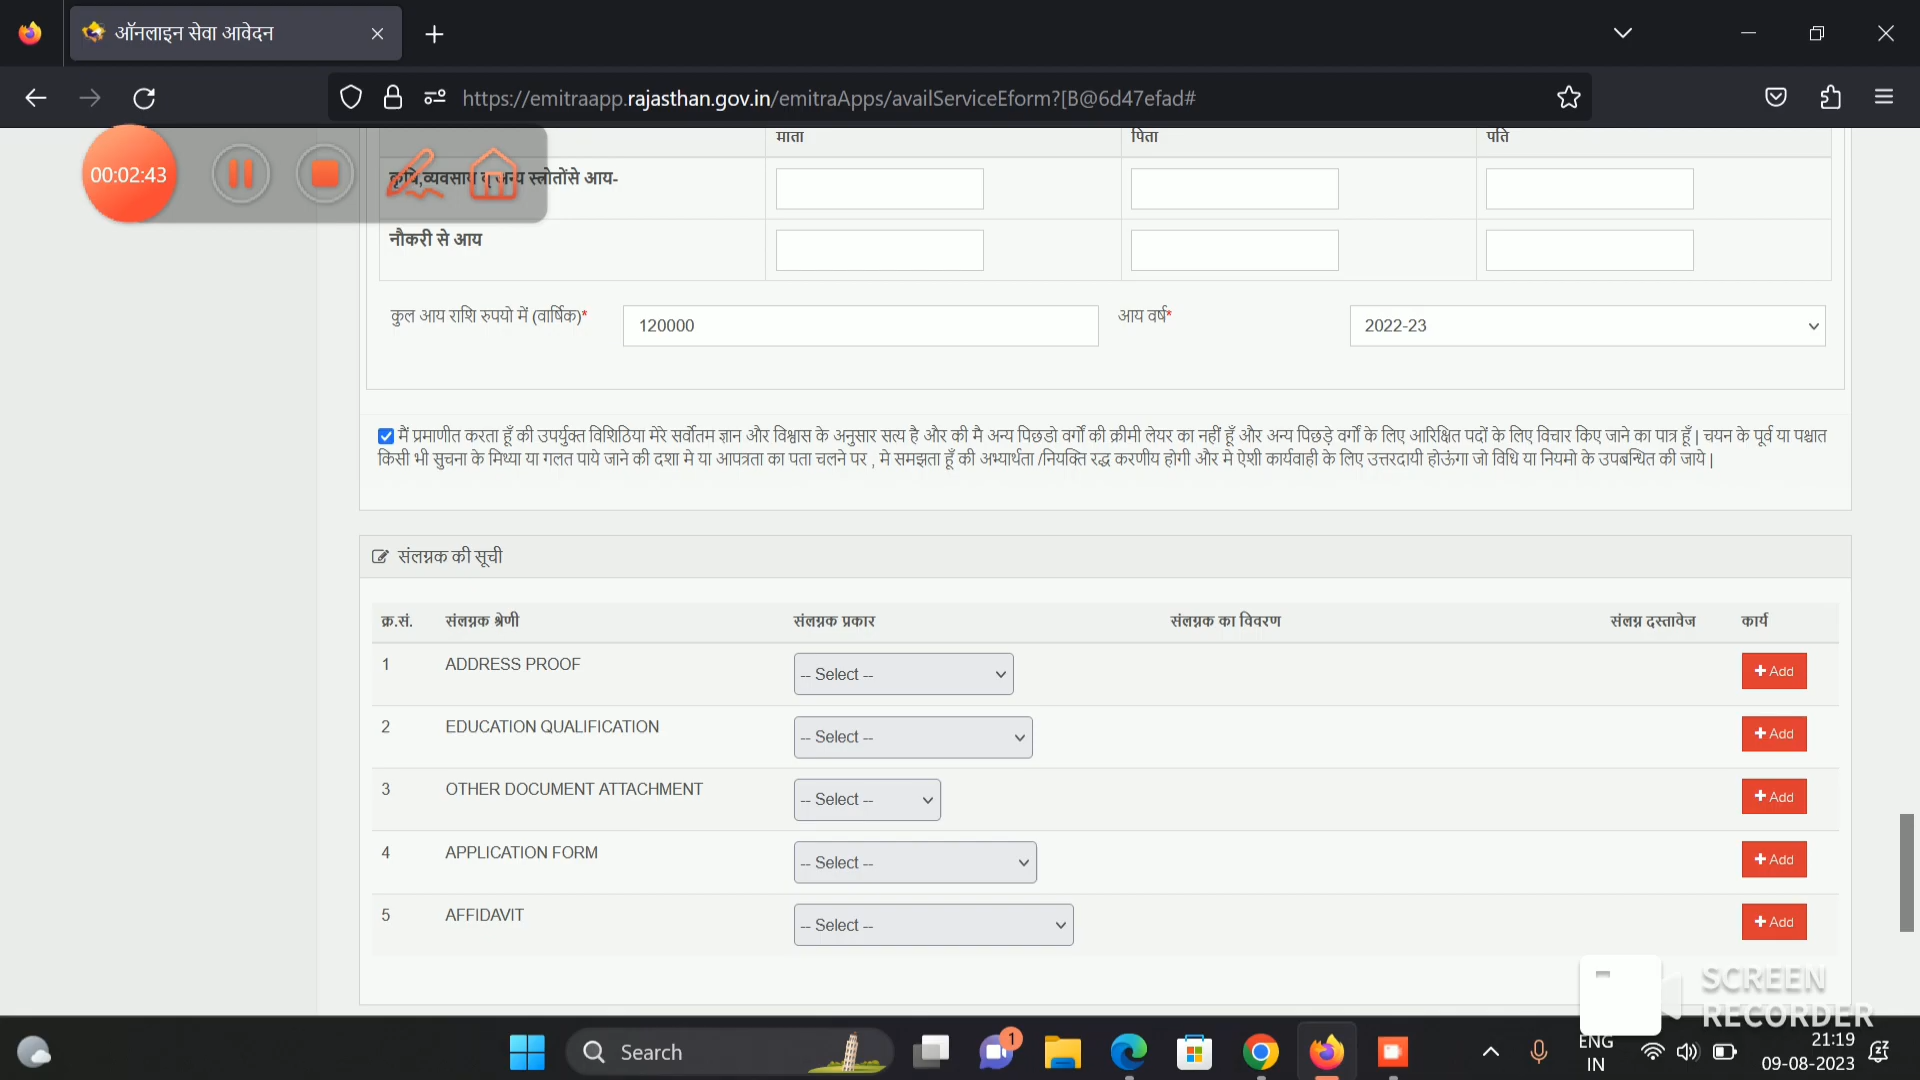 ऑनलाइन सेवा आवेदन
https://emitraapp.rajasthan.gov.in/emitraApps/availServiceEform?[B@6d47efad#
माता पिता पति
00:02:43
कृषि,व्यवसाय व् अन्य स्त्रोतोंसे आय-
नौकरी से आय
कुल आय राशि रुपयो में (वार्षिक)* 120000 आय वर्ष* 2022-23
मैं प्रमाणीत करता हूँ की उपर्युक्त विशिठिया मेरे सर्वोतम ज्ञान और विश्वास के अनुसार सत्य है और की मै अन्य पिछडो वर्गों की क्रीमी लेयर का नहीं हूँ और अन्य पिछड़े वर्गों के लिए आरिक्षित पदों के लिए विचार किए जाने का पात्र हूँ | चयन के पूर्व या पश्चात
किसी भी सुचना के मिथ्या या गलत पाये जाने की दशा मे या आपत्रता का पता चलने पर , मे समझता हूँ की अभ्यार्थता /नियक्ति रद्ध करणीय होगी और मे ऐशी कार्यवाही के लिए उत्तरदायी होऊंगा जो विधि या नियमो के उपबन्धित की जाये |
संलग्नक की सूची
क्र.सं. संलग्नक श्रेणी संलग्नक प्रकार संलग्नक का विवरण संलग्न दस्तावेज कार्य
1 ADDRESS PROOF -- Select -- + Add
2 EDUCATION QUALIFICATION -- Select -- + Add
3 OTHER DOCUMENT ATTACHMENT -- Select -- + Add
4 APPLICATION FORM -- Select -- + Add
5 AFFIDAVIT -- Select -- + Add
SCREEN
RECORDER
Search
1
ENG
IN
21:19
09-08-2023